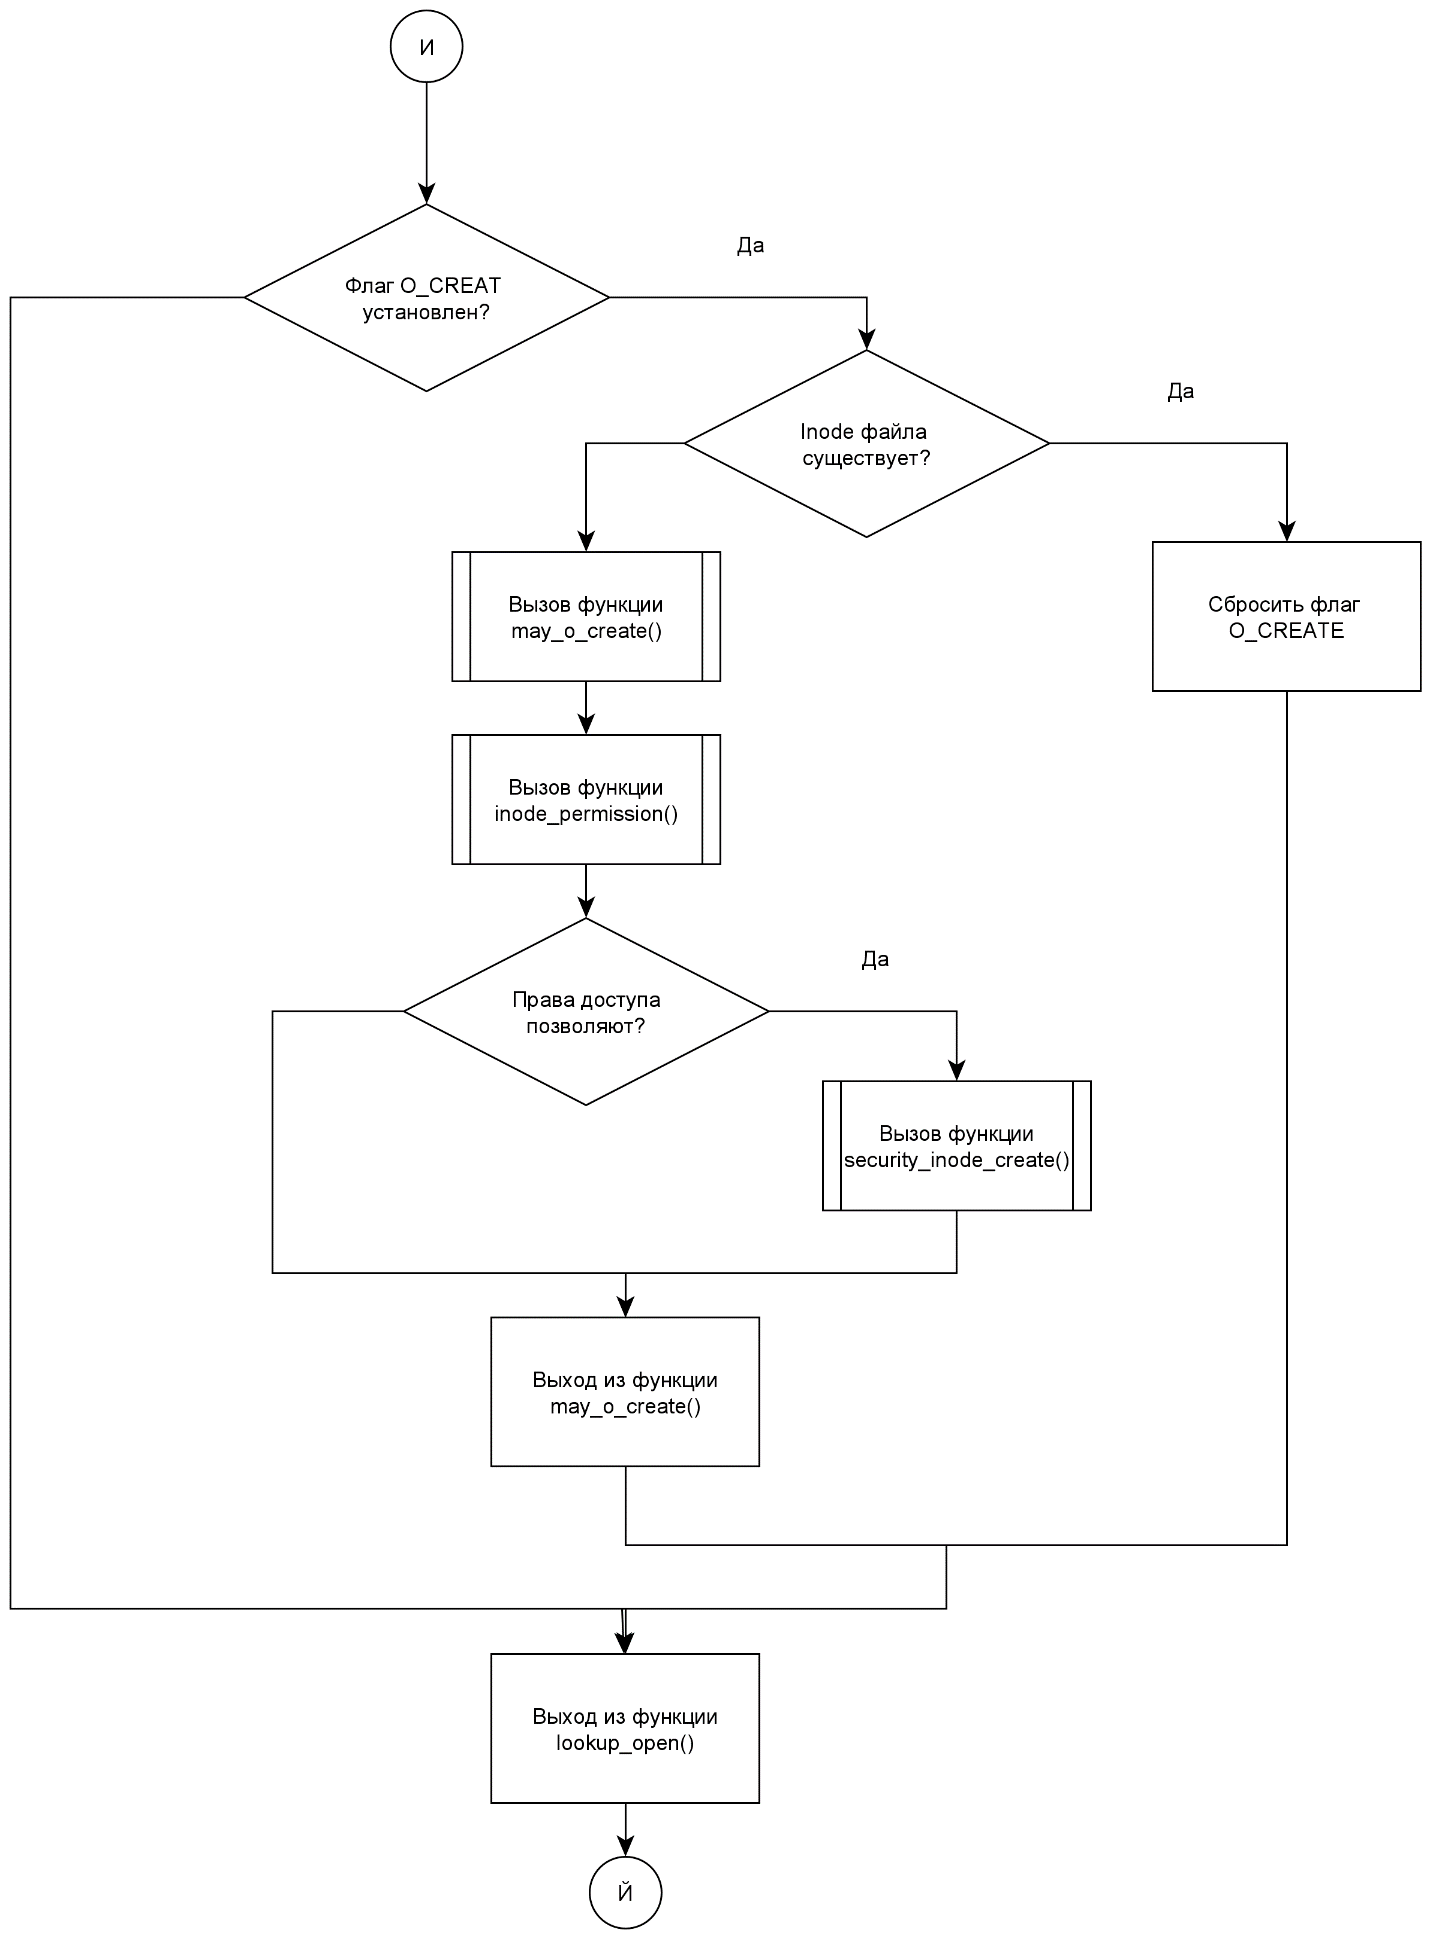 И
Флаг O_CREAT
установлен?
Да
Inode файла
существует?
Да
Вызов функции
may_o_create()
Сбросить флаг
O_CREATE
Вызов функции
inode_permission()
Права доступа
позволяют?
Да
Вызов функции
security_inode_create()
Выход из функции
may_o_create()
Выход из функции
lookup_open()
Й